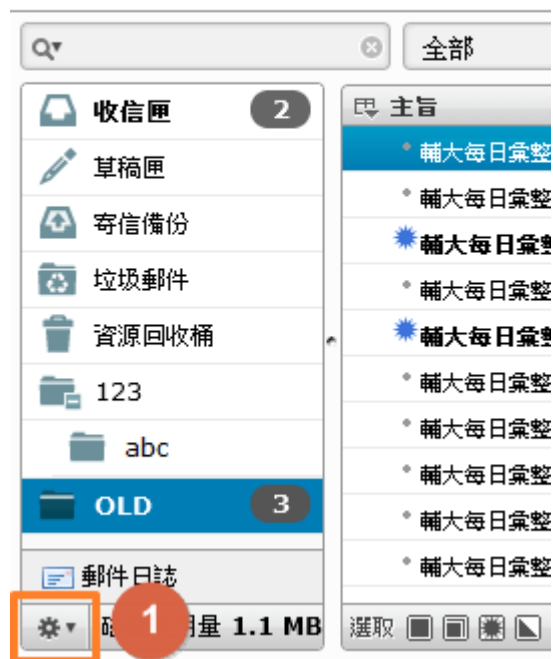 全部
收信匣 2
草稿匣
寄信備份
垃圾郵件
資源回收桶
123
abc
OLD 3
郵件日誌
1 量 1.1 MB
主旨
輔大每日彙整
輔大每日彙整
輔大每日彙整
輔大每日彙整
輔大每日彙整
輔大每日彙整
輔大每日彙整
輔大每日彙整
輔大每日彙整
輔大每日彙整
選取